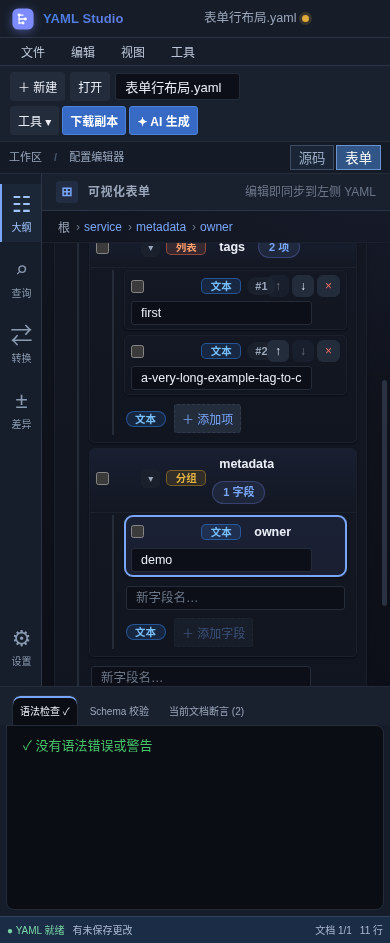 YAML Studio 表单行布局.yaml
文件 编辑 视图 工具
＋ 新建 打开 表单行布局.yaml
工具 ▾ 下载副本 ✦ AI 生成
工作区 / 配置编辑器 源码 表单
大纲
查询
转换
差异
设置
可视化表单 编辑即同步到左侧 YAML
根 › service › metadata › owner
▾ 列表 tags 2 项
文本 #1 ↑ ↓ ×
first
文本 #2 ↑ ↓ ×
a-very-long-example-tag-to-c
文本 ＋ 添加项
metadata
▾ 分组
1 字段
文本 owner
demo
新字段名…
文本 ＋ 添加字段
新字段名…
语法检查 ✓ Schema 校验 当前文档断言 (2)
✓ 没有语法错误或警告
● YAML 就绪 有未保存更改 文档 1/1 11 行